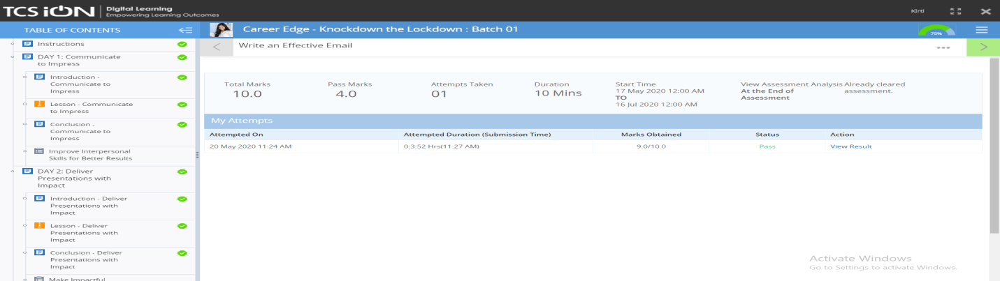 TCS iON Digital Learning
Empowering Learning Outcomes
Kirti
TABLE OF CONTENTS
Career Edge - Knockdown the Lockdown : Batch 01
75%
Instructions
DAY 1: Communicate
to Impress
Introduction -
Communicate to
Impress
Lesson - Communicate
to Impress
Conclusion -
Communicate to
Impress
Improve Interpersonal
Skills for Better Results
DAY 2: Deliver
Presentations with
Impact
Introduction - Deliver
Presentations with
Impact
Lesson - Deliver
Presentations with
Impact
Conclusion - Deliver
Presentations with
Impact
Make Impactful
<
Write an Effective Email
>
Total Marks
10.0
Pass Marks
4.0
Attempts Taken
01
Duration
10 Mins
Start Time
17 May 2020 12:00 AM
TO
16 Jul 2020 12:00 AM
View Assessment Analysis
At the End of
Assessment
Already cleared
assessment.
My Attempts
Attempted On Attempted Duration (Submission Time) Marks Obtained Status Action
20 May 2020 11:24 AM 0:3:52 Hrs(11:27 AM) 9.0/10.0 Pass View Result
Activate Windows
Go to Settings to activate Windows.